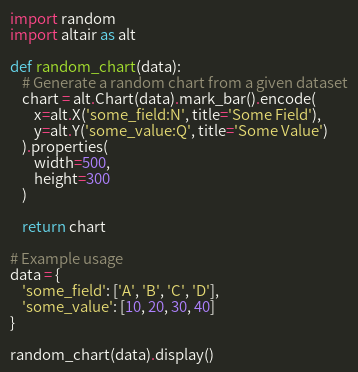 import random
import altair as alt

def random_chart(data):
    # Generate a random chart from a given dataset
    chart = alt.Chart(data).mark_bar().encode(
        x=alt.X('some_field:N', title='Some Field'),
        y=alt.Y('some_value:Q', title='Some Value')
    ).properties(
        width=500,
        height=300
    )

    return chart

# Example usage
data = {
    'some_field': ['A', 'B', 'C', 'D'],
    'some_value': [10, 20, 30, 40]
}

random_chart(data).display()